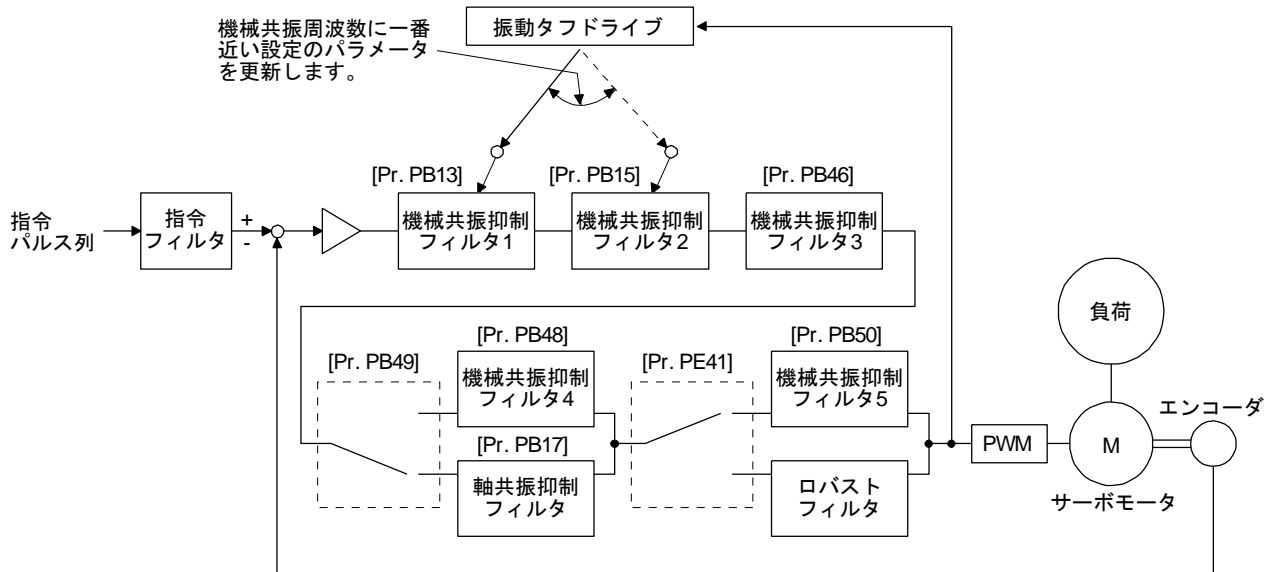 機械共振周波数に一番
近い設定のパラメータ
を更新します。
振動タフドライブ
[Pr. PB13]
[Pr. PB15]
[Pr. PB46]
指令
パルス列
指令
フィルタ
+
-
機械共振抑制
フィルタ1
機械共振抑制
フィルタ2
機械共振抑制
フィルタ3
負荷
[Pr. PB49]
[Pr. PB48]
機械共振抑制
フィルタ4
[Pr. PE41]
[Pr. PB50]
機械共振抑制
フィルタ5
[Pr. PB17]
軸共振抑制
フィルタ
ロバスト
フィルタ
PWM
M
エンコーダ
サーボモータ